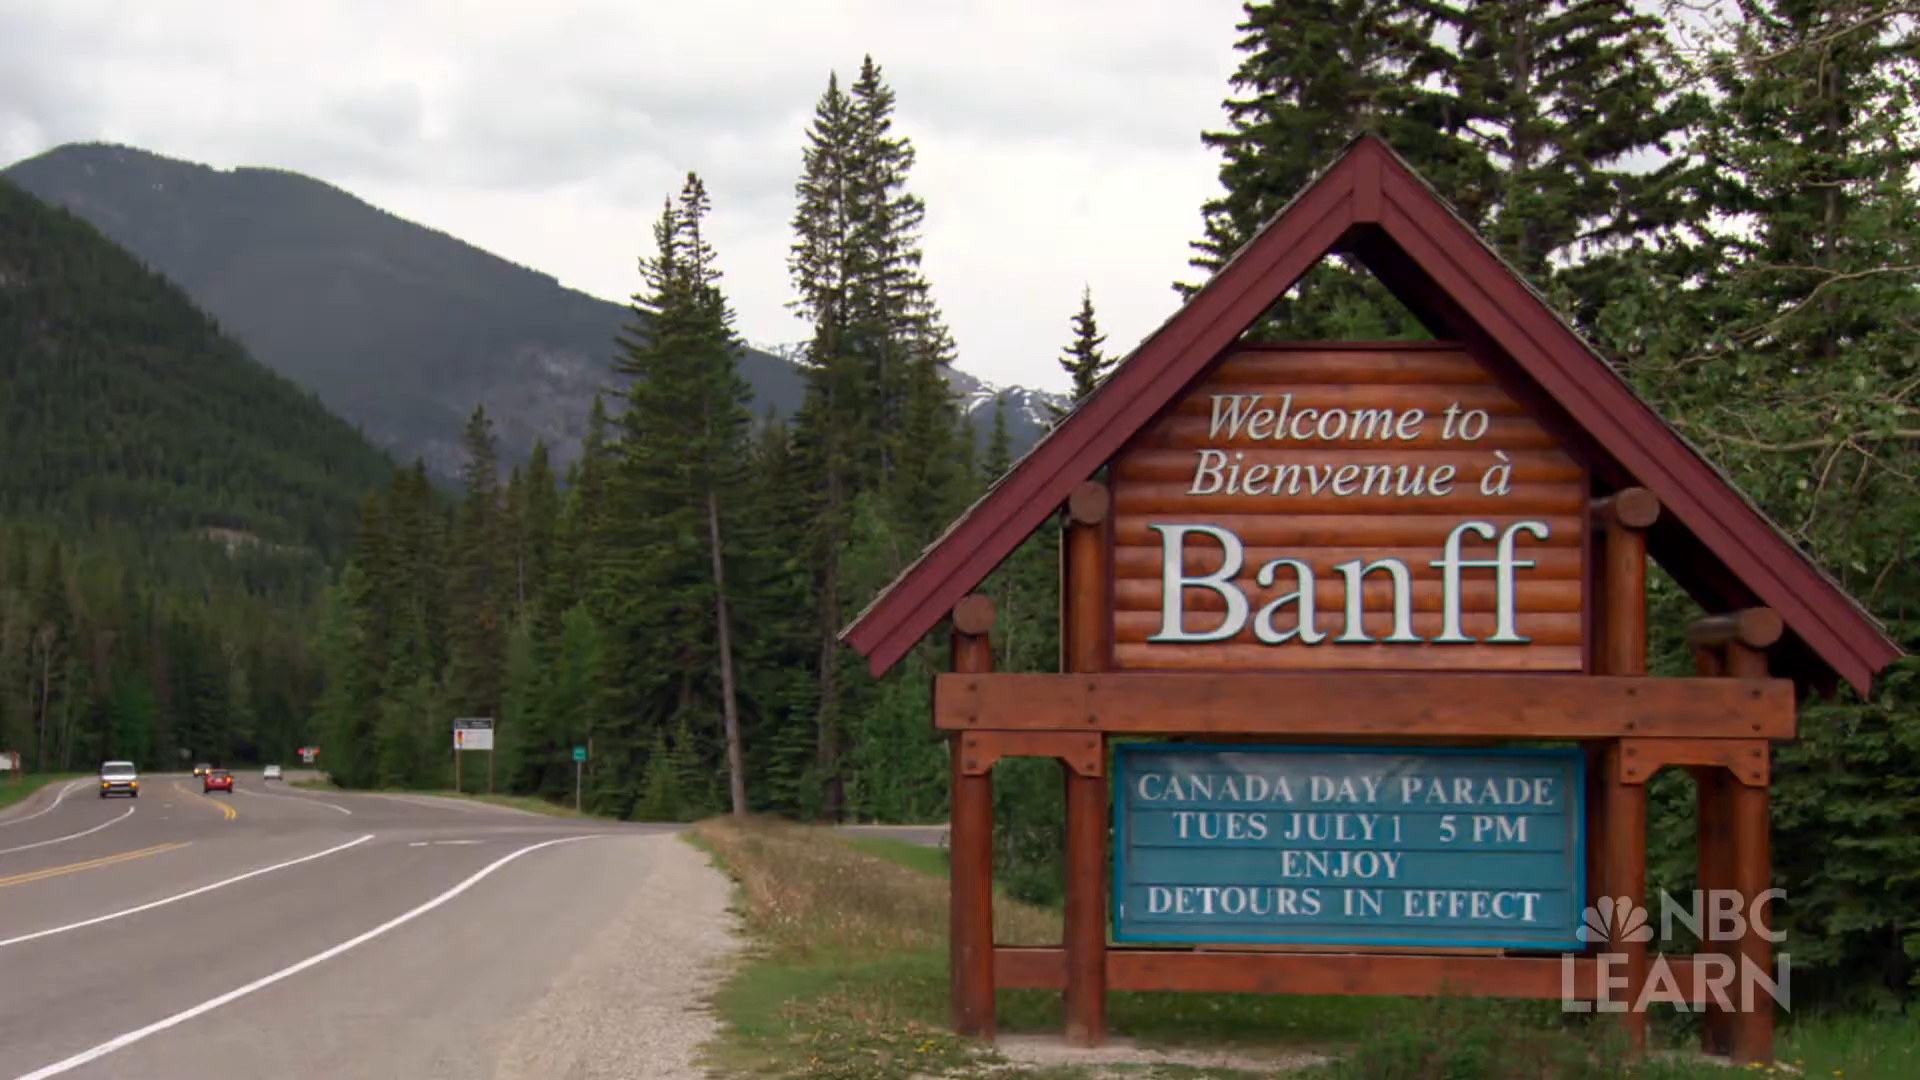 Welcome to
Bienvenue à
Banff
CANADA DAY PARADE
TUES JULY 1 5 PM
ENJOY
DETOURS IN EFFECT
NBC
LEARN